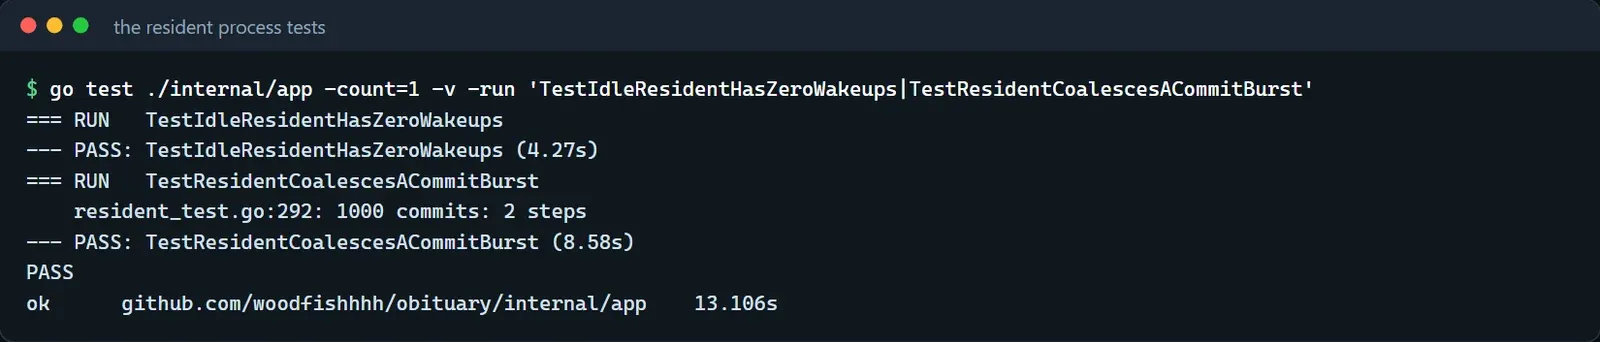 the resident process tests
$ go test ./internal/app -count=1 -v -run 'TestIdleResidentHasZeroWakeups|TestResidentCoalescesACommitBurst'
=== RUN   TestIdleResidentHasZeroWakeups
--- PASS: TestIdleResidentHasZeroWakeups (4.27s)
=== RUN   TestResidentCoalescesACommitBurst
    resident_test.go:292: 1000 commits: 2 steps
--- PASS: TestResidentCoalescesACommitBurst (8.58s)
PASS
ok      github.com/woodfishhhh/obituary/internal/app    13.106s